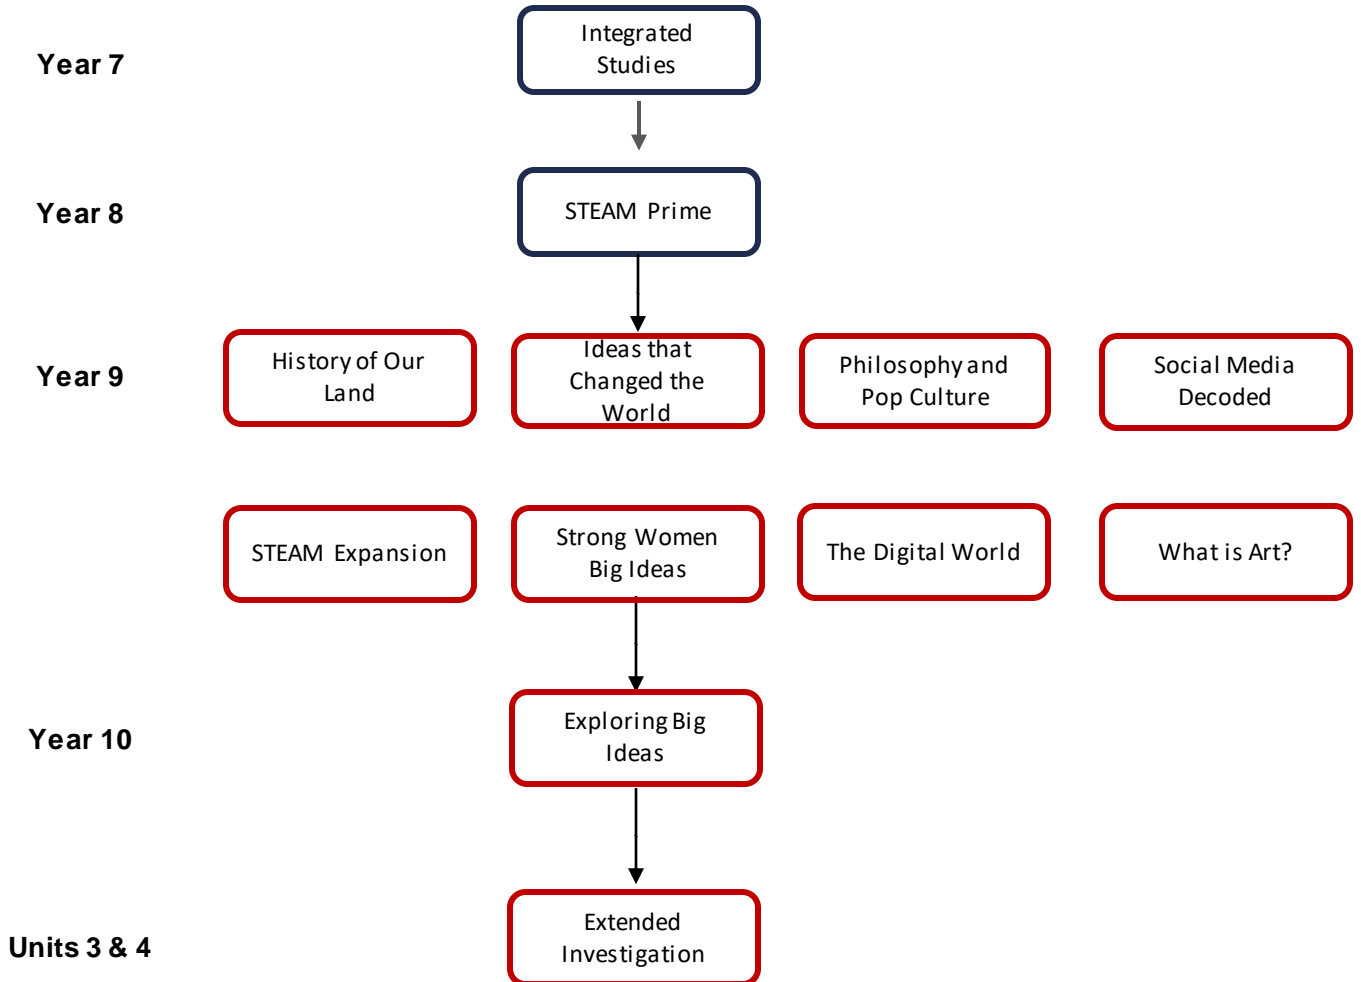 Year 7
Integrated
Studies
Year 8
STEAM Prime
Year 9
History of Our
Land
Ideas that
Changed the
World
Philosophy and
Pop Culture
Social Media
Decoded
STEAM Expansion
Strong Women
Big Ideas
The Digital World
What is Art?
Year 10
Exploring Big
Ideas
Units 3 & 4
Extended
Investigation